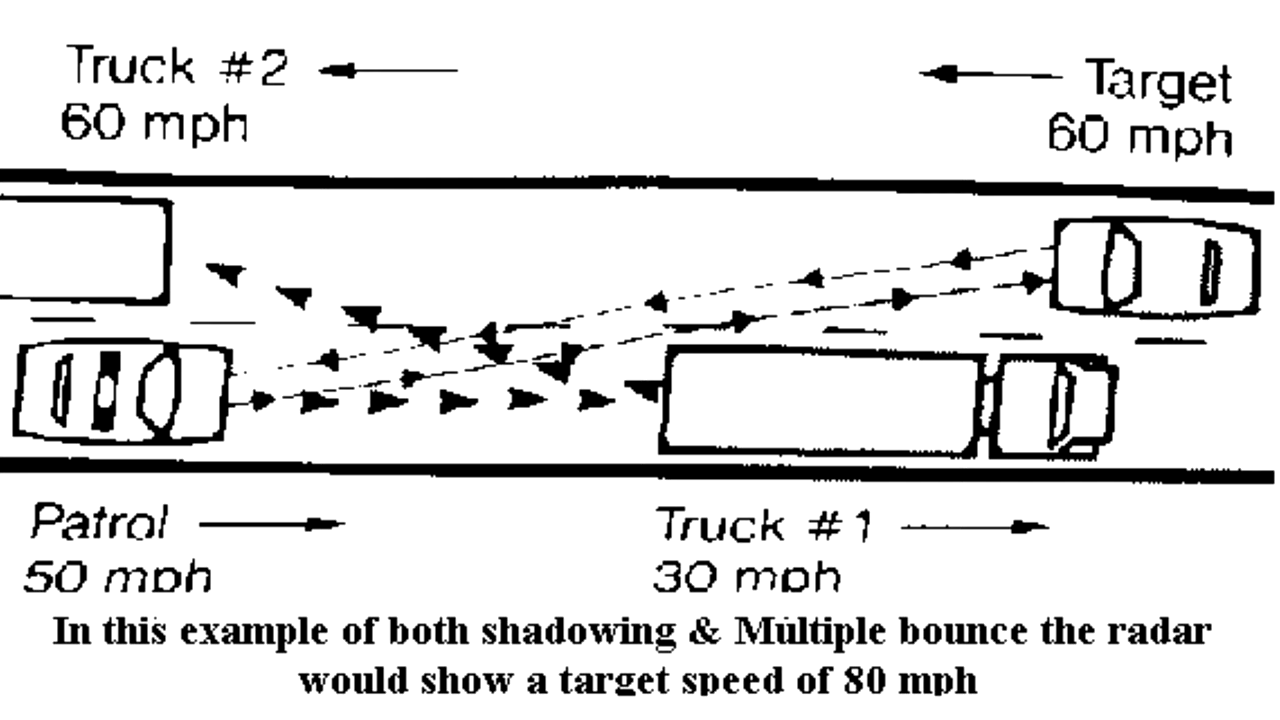 Truck #2
60 mph
Target
60 mph
Patrol
50 mph
Truck #1
30 mph
In this example of both shadowing & Multiple bounce the radar
would show a target speed of 80 mph